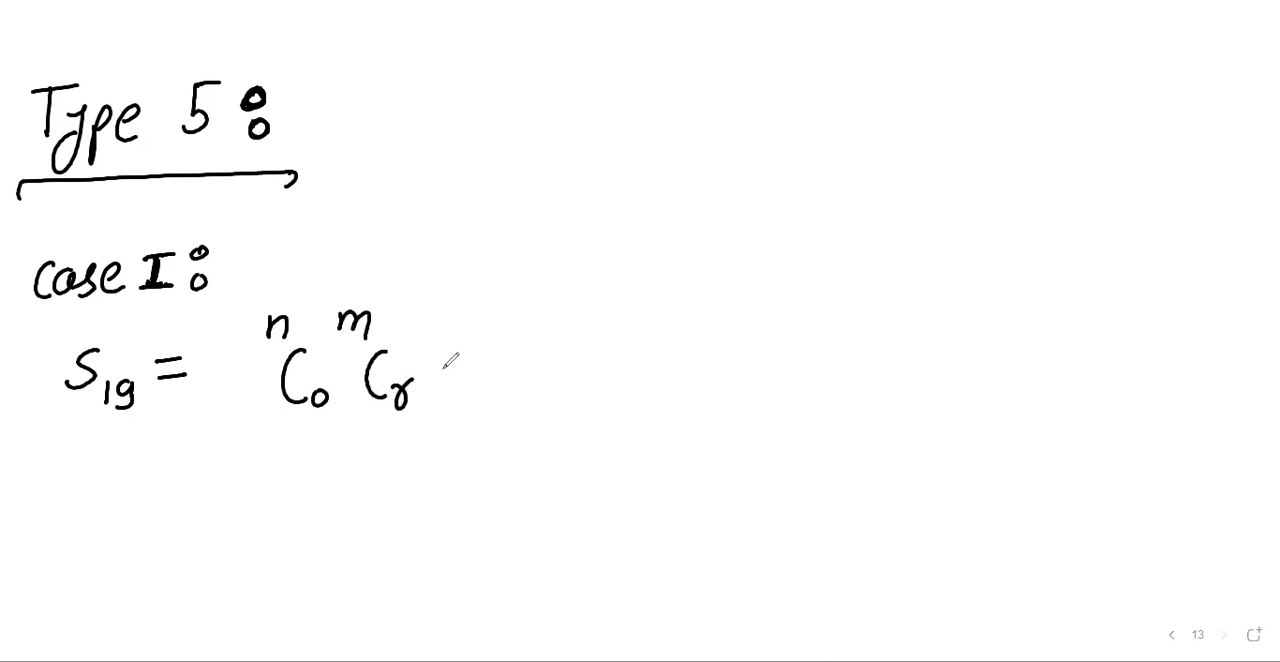 Type 5:
Case I:
S₁₉ = ⁿC₀ ᵐCᵣ
13